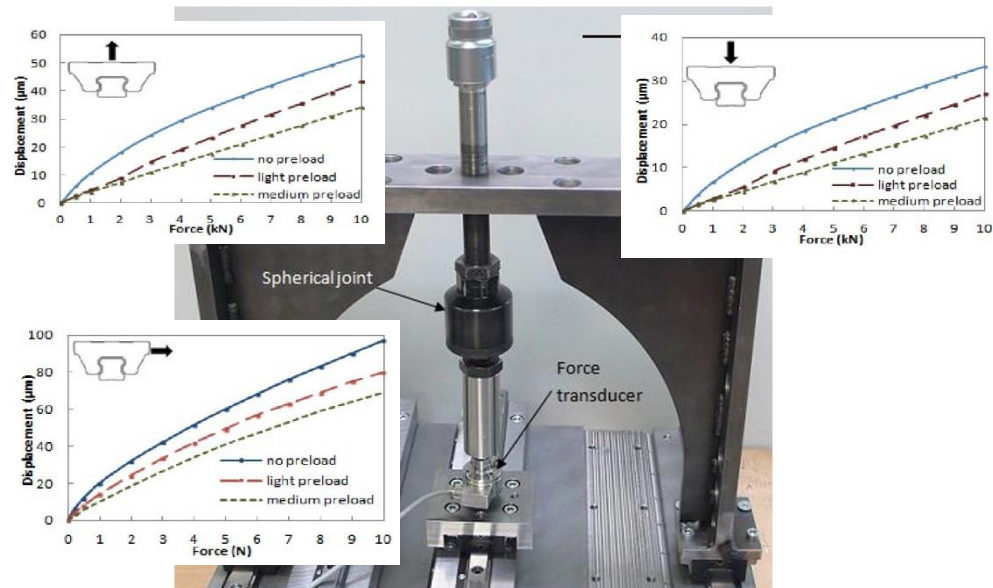 60
50
40
30
20
10
0
Displacement (µm)
no preload
light preload
medium preload
0 1 2 3 4 5 6 7 8 9 10
Force (kN)
40
30
20
10
0
Displacement (µm)
no preload
light preload
medium preload
0 1 2 3 4 5 6 7 8 9 10
Force (kN)
Spherical joint
Force
transducer
100
80
60
40
20
0
Displacement (µm)
no preload
light preload
medium preload
0 1 2 3 4 5 6 7 8 9 10
Force (N)